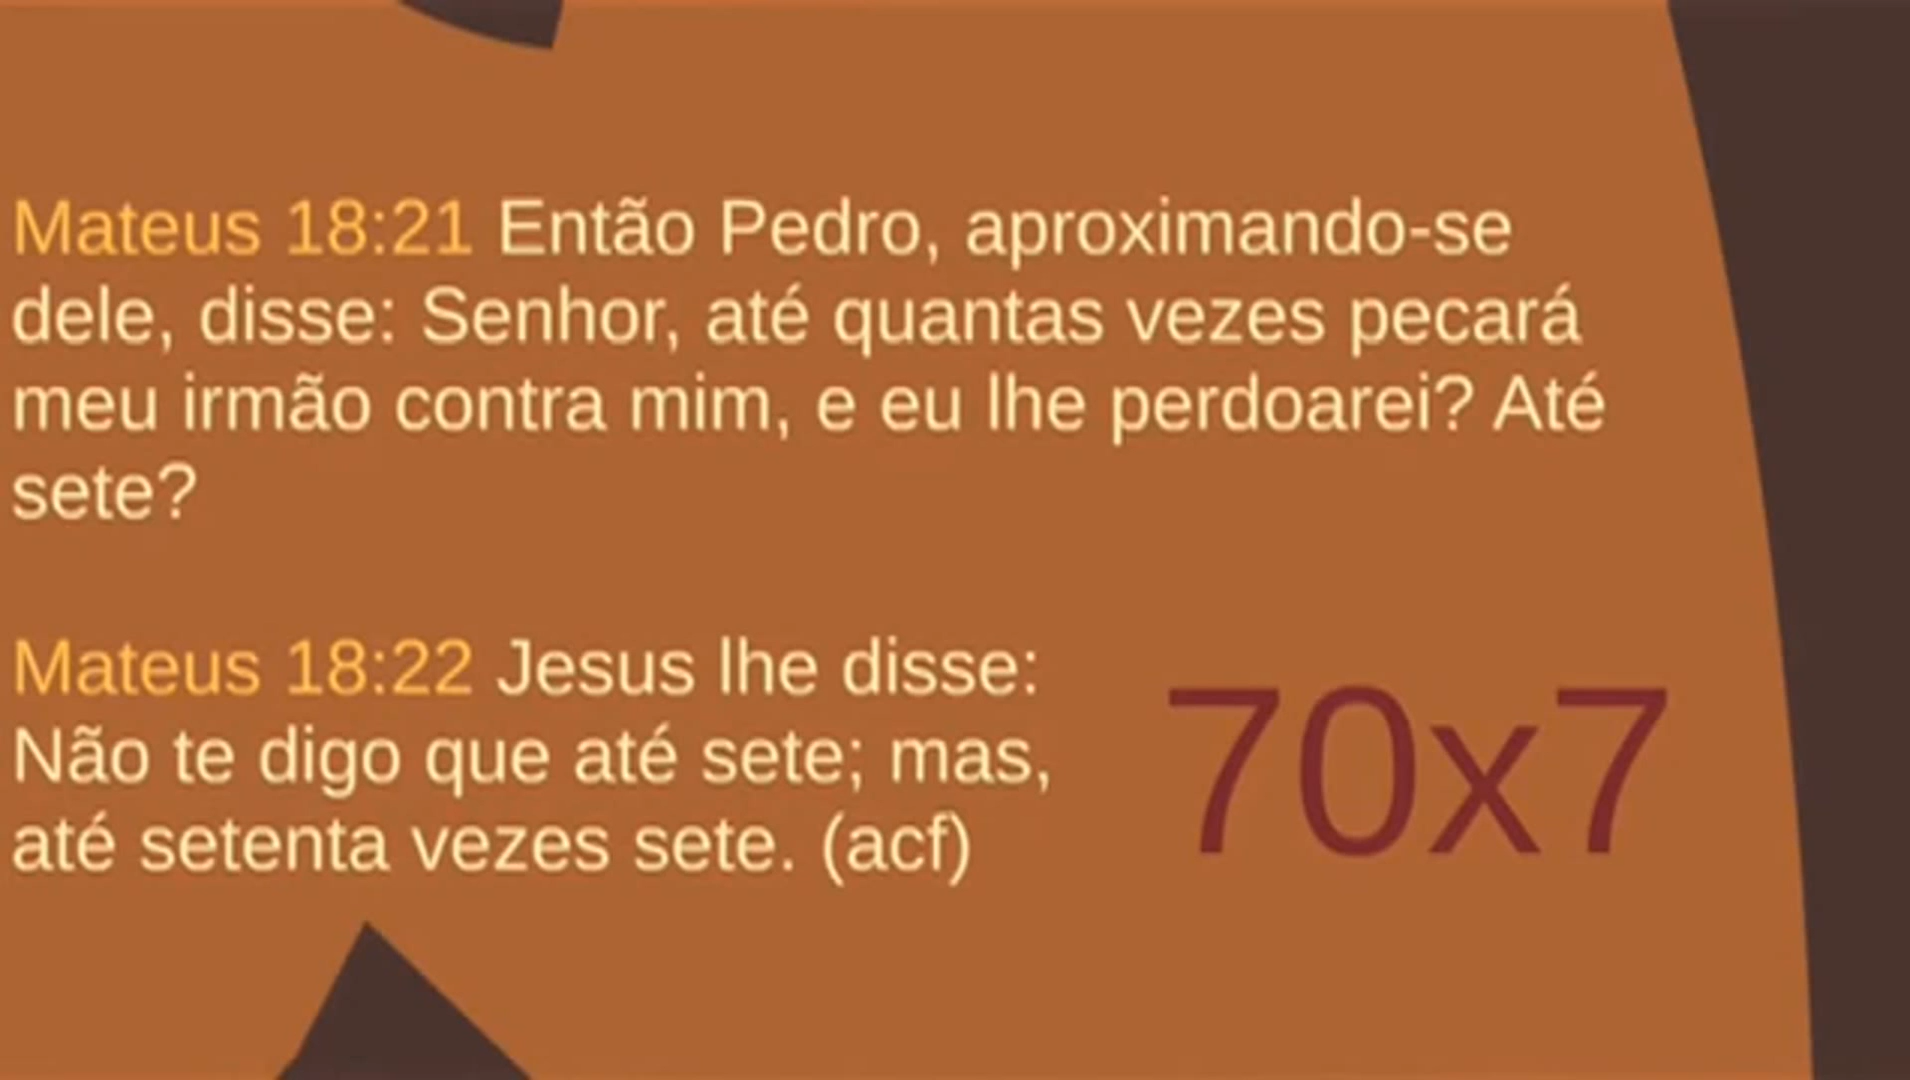 Mateus 18:21 Então Pedro, aproximando-se
dele, disse: Senhor, até quantas vezes pecará
meu irmão contra mim, e eu lhe perdoarei? Até
sete?
Mateus 18:22 Jesus lhe disse:
Não te digo que até sete; mas,
até setenta vezes sete. (acf)
70x7